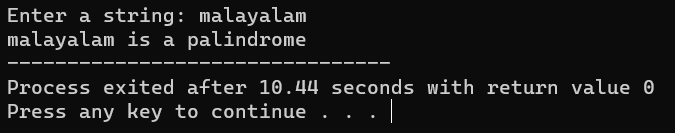 Enter a string: malayalam
malayalam is a palindrome
--------------------------------
Process exited after 10.44 seconds with return value 0
Press any key to continue . . .